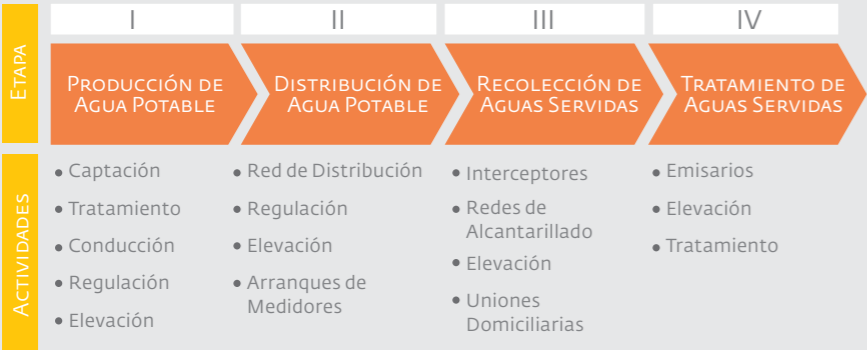 ETAPA
I
II
III
IV
PRODUCCIÓN DE
AGUA POTABLE
DISTRIBUCIÓN DE
AGUA POTABLE
RECOLECCIÓN DE
AGUAS SERVIDAS
TRATAMIENTO DE
AGUAS SERVIDAS
ACTIVIDADES
• Captación
• Tratamiento
• Conducción
• Regulación
• Elevación
• Red de Distribución
• Regulación
• Elevación
• Arranques de
Medidores
• Interceptores
• Redes de
Alcantarillado
• Elevación
• Uniones
Domiciliarias
• Emisarios
• Elevación
• Tratamiento